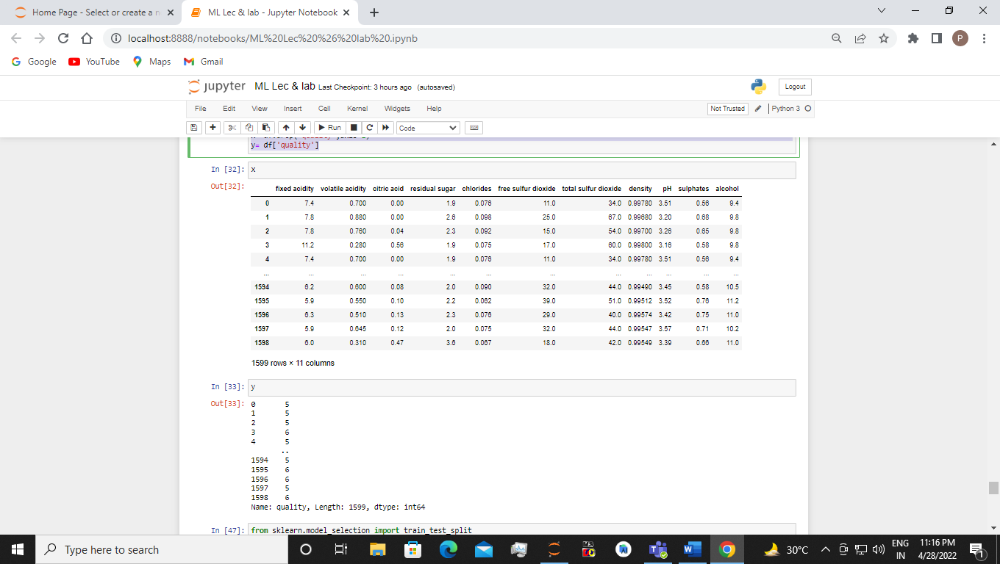 Home Page - Select or create a n
ML Lec & lab - Jupyter Notebook
localhost:8888/notebooks/ML%20Lec%20%26%20lab%20.ipynb
P
Google YouTube Maps Gmail
jupyter ML Lec & lab Last Checkpoint: 3 hours ago (autosaved)
Logout
File Edit View Insert Cell Kernel Widgets Help
Not Trusted Python 3
Run Code
y= df['quality']
In [32]: x
Out[32]:
fixed acidity volatile acidity citric acid residual sugar chlorides free sulfur dioxide total sulfur dioxide density pH sulphates alcohol
0 7.4 0.700 0.00 1.9 0.076 11.0 34.0 0.99780 3.51 0.56 9.4
1 7.8 0.880 0.00 2.6 0.098 25.0 67.0 0.99680 3.20 0.68 9.8
2 7.8 0.760 0.04 2.3 0.092 15.0 54.0 0.99700 3.26 0.65 9.8
3 11.2 0.280 0.56 1.9 0.075 17.0 60.0 0.99800 3.16 0.58 9.8
4 7.4 0.700 0.00 1.9 0.076 11.0 34.0 0.99780 3.51 0.56 9.4
... ... ... ... ... ... ... ... ... ... ... ...
1594 6.2 0.600 0.08 2.0 0.090 32.0 44.0 0.99490 3.45 0.58 10.5
1595 5.9 0.550 0.10 2.2 0.062 39.0 51.0 0.99512 3.52 0.76 11.2
1596 6.3 0.510 0.13 2.3 0.076 29.0 40.0 0.99574 3.42 0.75 11.0
1597 5.9 0.645 0.12 2.0 0.075 32.0 44.0 0.99547 3.57 0.71 10.2
1598 6.0 0.310 0.47 3.6 0.067 18.0 42.0 0.99549 3.39 0.66 11.0
1599 rows × 11 columns
In [33]: y
Out[33]: 0 5
1 5
2 5
3 6
4 5
..
1594 5
1595 6
1596 6
1597 5
1598 6
Name: quality, Length: 1599, dtype: int64
In [47]: from sklearn.model_selection import train_test_split
Type here to search
30°C
ENG
IN
11:16 PM
4/28/2022
1